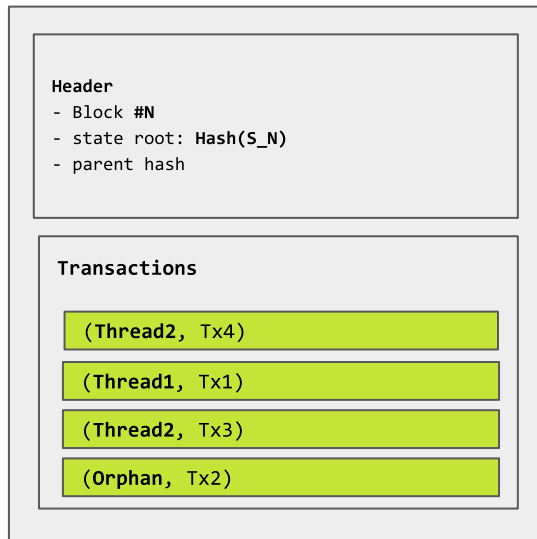 Header
- Block #N
- state root: Hash(S_N)
- parent hash
Transactions
(Thread2, Tx4)
(Thread1, Tx1)
(Thread2, Tx3)
(Orphan, Tx2)